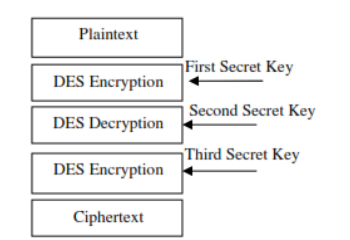 Plaintext
First Secret Key
DES Encryption
Second Secret Key
DES Decryption
Third Secret Key
DES Encryption
Ciphertext